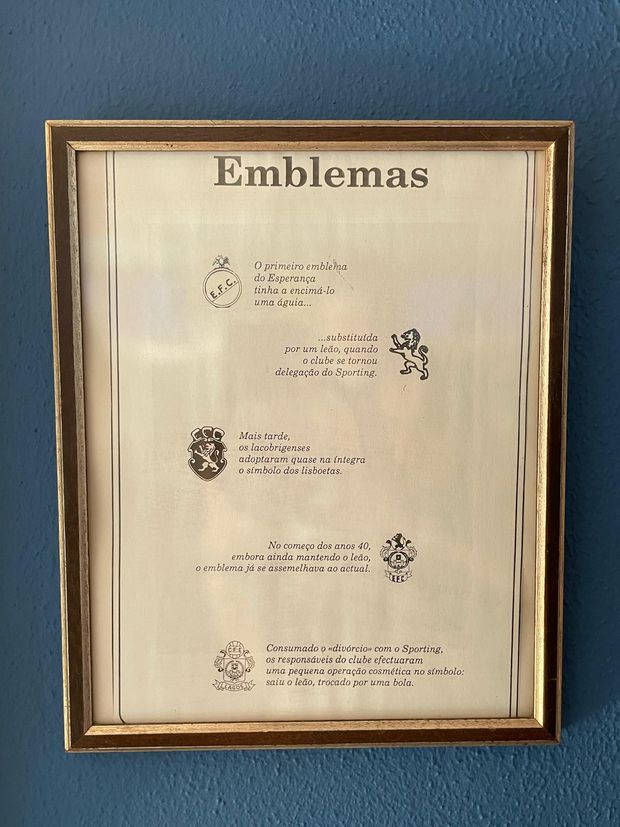 Emblemas
E.F.C.
O primeiro emblema
do Esperança
tinha a encimá-lo
uma águia...
...substituída
por um leão, quando
o clube se tornou
delegação do Sporting.
Mais tarde,
os lacobrigenses
adoptaram quase na íntegra
o símbolo dos lisboetas.
No começo dos anos 40,
embora ainda mantendo o leão,
o emblema já se assemelhava ao actual.
E.F.C.
Consumado o «divórcio» com o Sporting,
os responsáveis do clube efectuaram
uma pequena operação cosmética no símbolo:
saiu o leão, trocado por uma bola.
LAGOS